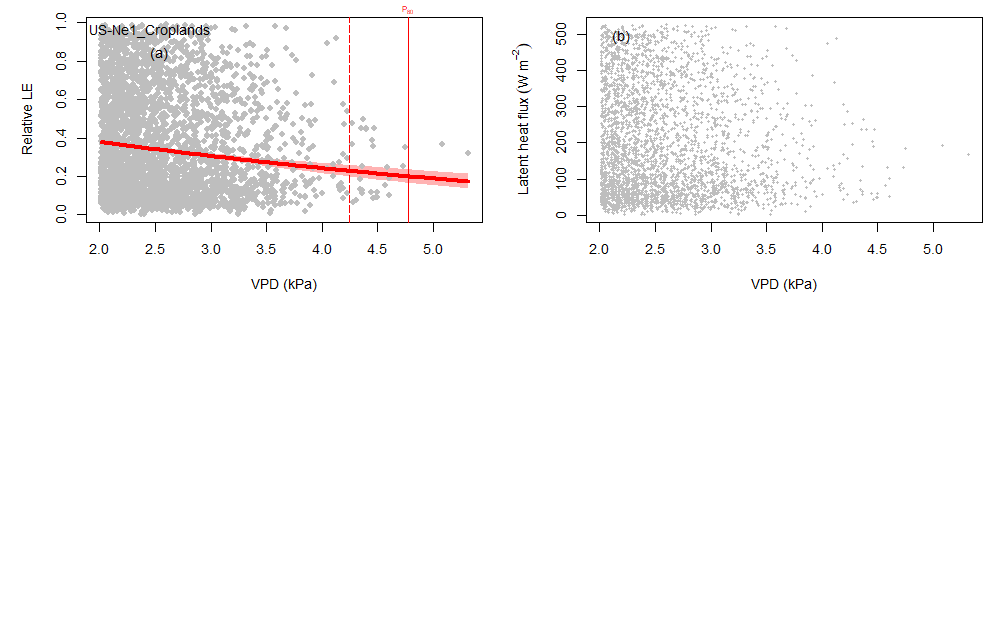 P80
US-Ne1_Croplands
(a)
Relative LE
0.0 0.2 0.4 0.6 0.8 1.0
2.0 2.5 3.0 3.5 4.0 4.5 5.0
VPD (kPa)
(b)
Latent heat flux (W m−2)
0 100 200 300 400 500
2.0 2.5 3.0 3.5 4.0 4.5 5.0
VPD (kPa)